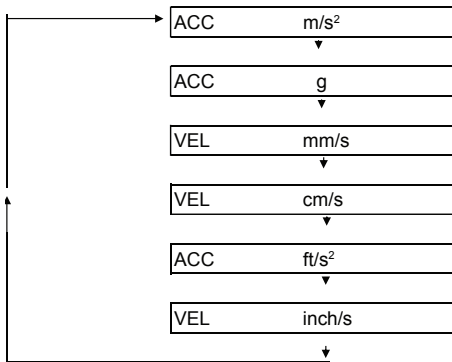 ACC m/s²
ACC g
VEL mm/s
VEL cm/s
ACC ft/s²
VEL inch/s